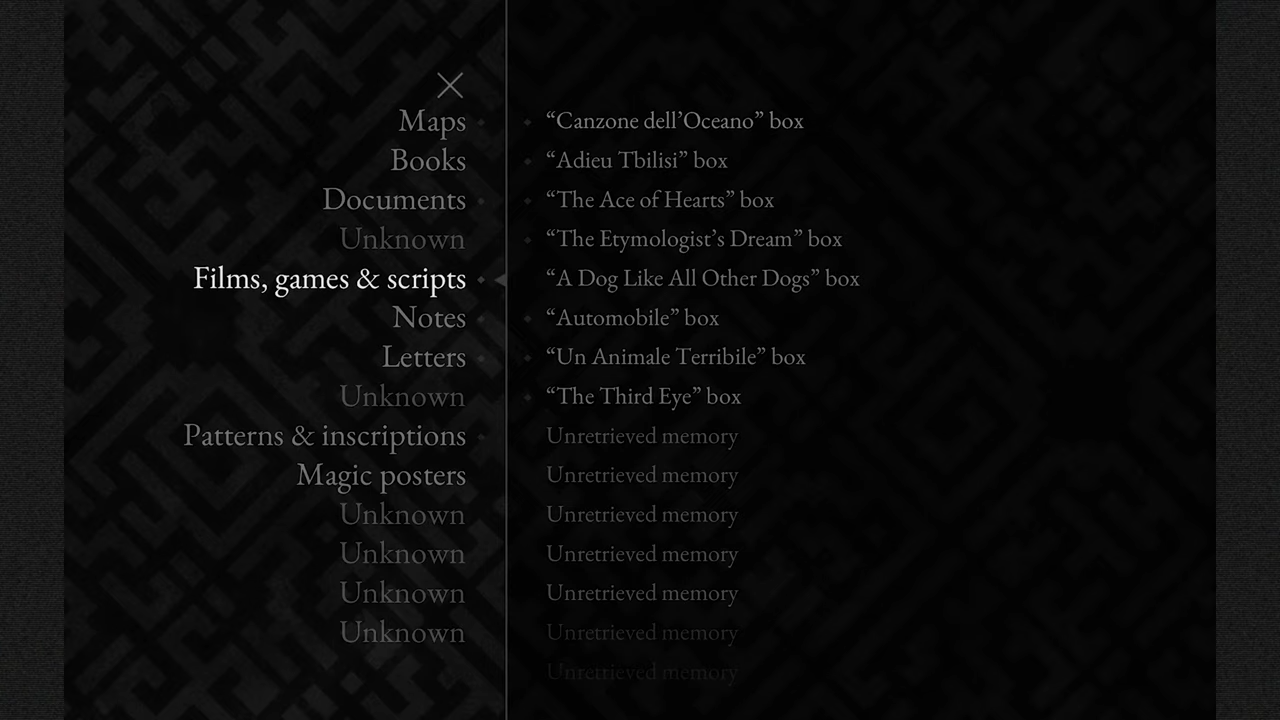 Maps
Books
Documents
Unknown
Films, games & scripts
Notes
Letters
Unknown
Patterns & inscriptions
Magic posters
Unknown
Unknown
Unknown
Unknown
“Canzone dell’Oceano” box
“Adieu Tbilisi” box
“The Ace of Hearts” box
“The Etymologist’s Dream” box
“A Dog Like All Other Dogs” box
“Automobile” box
“Un Animale Terribile” box
“The Third Eye” box
Unretrieved memory
Unretrieved memory
Unretrieved memory
Unretrieved memory
Unretrieved memory
Unretrieved memory
Unretrieved memory